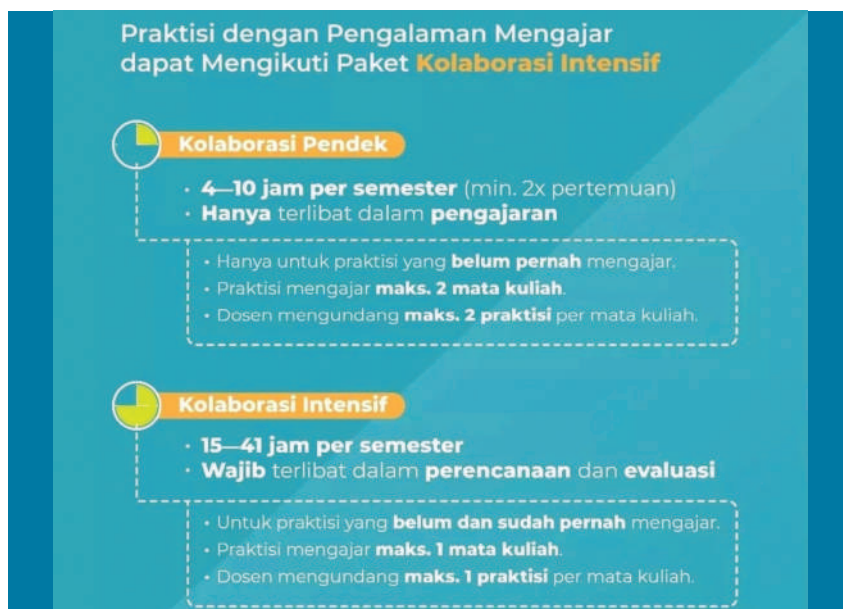 Praktisi dengan Pengalaman Mengajar
dapat Mengikuti Paket Kolaborasi Intensif
Kolaborasi Pendek
• 4—10 jam per semester (min. 2x pertemuan)
• Hanya terlibat dalam pengajaran
• Hanya untuk praktisi yang belum pernah mengajar.
• Praktisi mengajar maks. 2 mata kuliah.
• Dosen mengundang maks. 2 praktisi per mata kuliah.
Kolaborasi Intensif
• 15—41 jam per semester
• Wajib terlibat dalam perencanaan dan evaluasi
• Untuk praktisi yang belum dan sudah pernah mengajar.
• Praktisi mengajar maks. 1 mata kuliah.
• Dosen mengundang maks. 1 praktisi per mata kuliah.